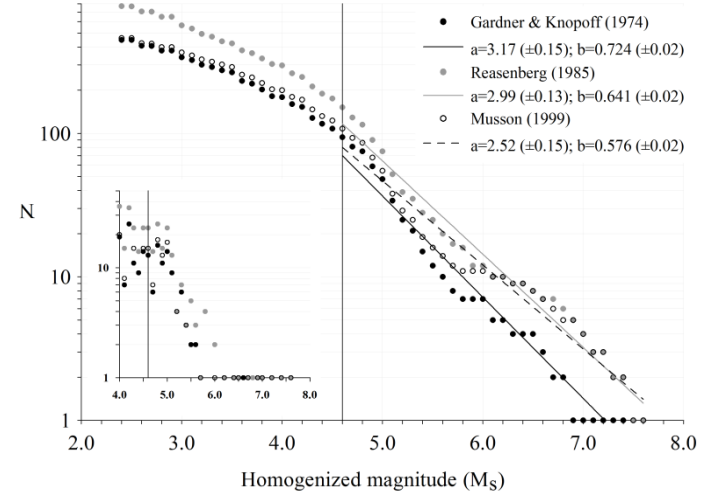 Gardner & Knopoff (1974)
a=3.17 (±0.15); b=0.724 (±0.02)
Reasenberg (1985)
a=2.99 (±0.13); b=0.641 (±0.02)
Musson (1999)
a=2.52 (±0.15); b=0.576 (±0.02)
100
N
10
1
10
1
4.0 5.0 6.0 7.0 8.0
2.0 3.0 4.0 5.0 6.0 7.0 8.0
Homogenized magnitude (MS)